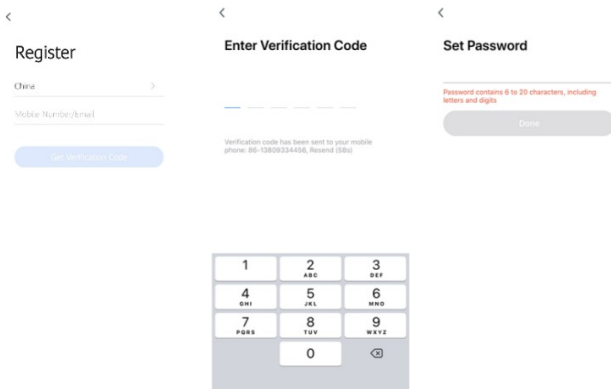 Register
China
Mobile Number/Email
Get Verification Code
Enter Verification Code
Verification code has been sent to your mobile
phone: 86-13809334456, Resend (58s)
1
2
ABC
3
DEF
4
GHI
5
JKL
6
MNO
7
PQRS
8
TUV
9
WXYZ
0
Set Password
Password contains 6 to 20 characters, including
letters and digits
Done